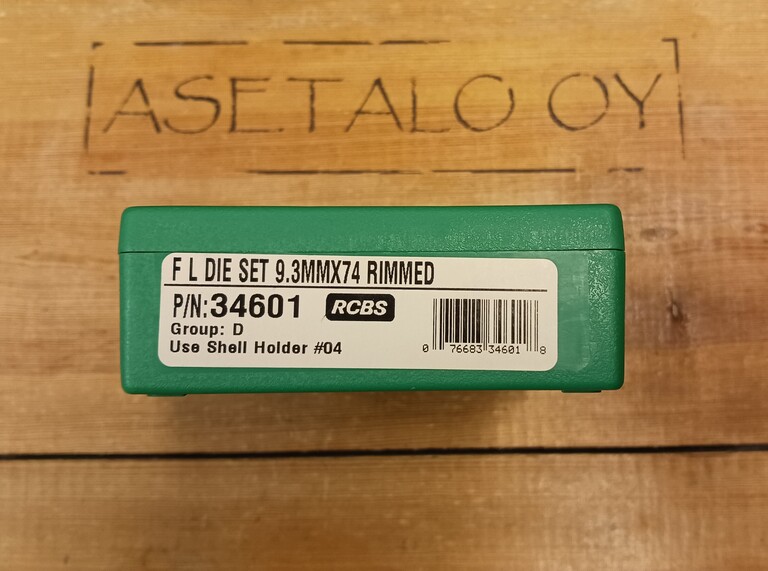 ASETALO OY
F L DIE SET 9.3MMX74 RIMMED
P/N:34601 RCBS
Group: D
Use Shell Holder #04
0 76683 34601 8